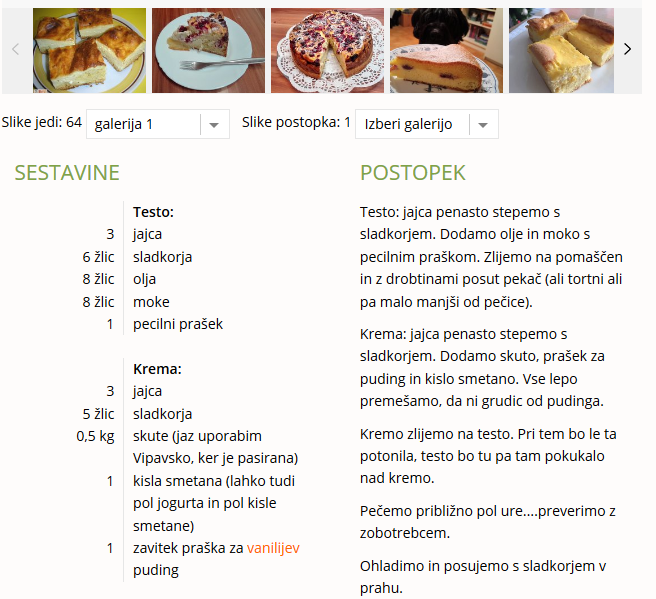 Slike jedi: 64 galerija 1 Slike postopka: 1 Izberi galerijo
SESTAVINE
Testo:
3 jajca
6 žlic sladkorja
8 žlic olja
8 žlic moke
1 pecilni prašek
Krema:
3 jajca
5 žlic sladkorja
0,5 kg skute (jaz uporabim
Vipavsko, ker je pasirana)
1 kisla smetana (lahko tudi
pol jogurta in pol kisle
smetane)
1 zavitek praška za vanilijev
puding
POSTOPEK
Testo: jajca penasto stepemo s
sladkorjem. Dodamo olje in moko s
pecilnim praškom. Zlijemo na pomaščen
in z drobtinami posut pekač (ali tortni ali
pa malo manjši od pečice).
Krema: jajca penasto stepemo s
sladkorjem. Dodamo skuto, prašek za
puding in kislo smetano. Vse lepo
premešamo, da ni grudic od pudinga.
Kremo zlijemo na testo. Pri tem bo le ta
potonila, testo bo tu pa tam pokukalo
nad kremo.
Pečemo približno pol ure....preverimo z
zobotrebcem.
Ohladimo in posujemo s sladkorjem v
prahu.